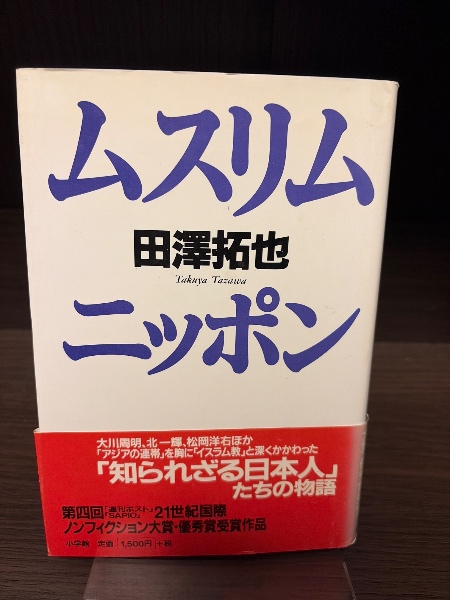 ムスリム
田澤拓也
Takuya Tazawa
ニッポン
大川周明、北一輝、松岡洋右ほか
「アジアの連帯」を胸に「イスラム教」と深くかかわった
「知られざる日本人」
たちの物語
第四回「週刊ポスト」「SAPIO」21世紀国際
ノンフィクション大賞・優秀賞受賞作品
小学館 定価 1,500円 +税